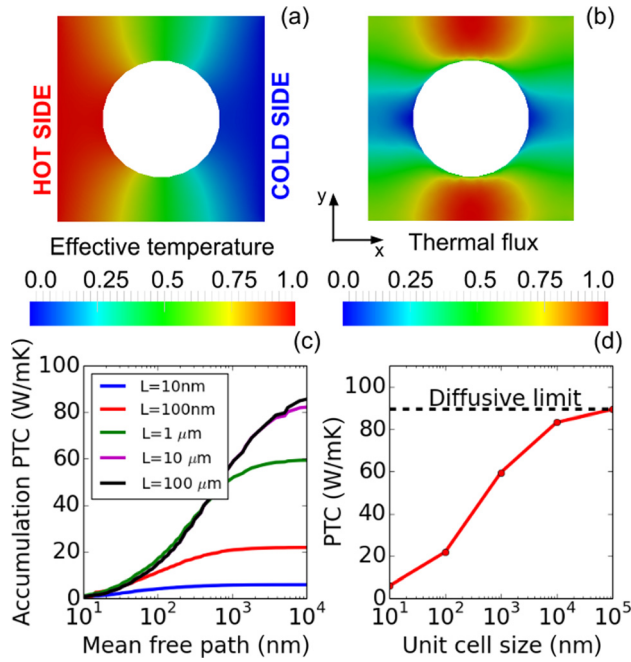 (a)
(b)
HOT SIDE
COLD SIDE
y
x
Effective temperature
Thermal flux
0.0 0.25 0.50 0.75 1.0
0.0 0.25 0.50 0.75 1.0
(c)
(d)
Accumulation PTC (W/mK)
100
80
60
40
20
0
L=10nm
L=100nm
L=1 μm
L=10 μm
L=100 μm
10¹ 10² 10³ 10⁴
Mean free path (nm)
PTC (W/mK)
100
80
60
40
20
0
Diffusive limit
10¹ 10² 10³ 10⁴ 10⁵
Unit cell size (nm)